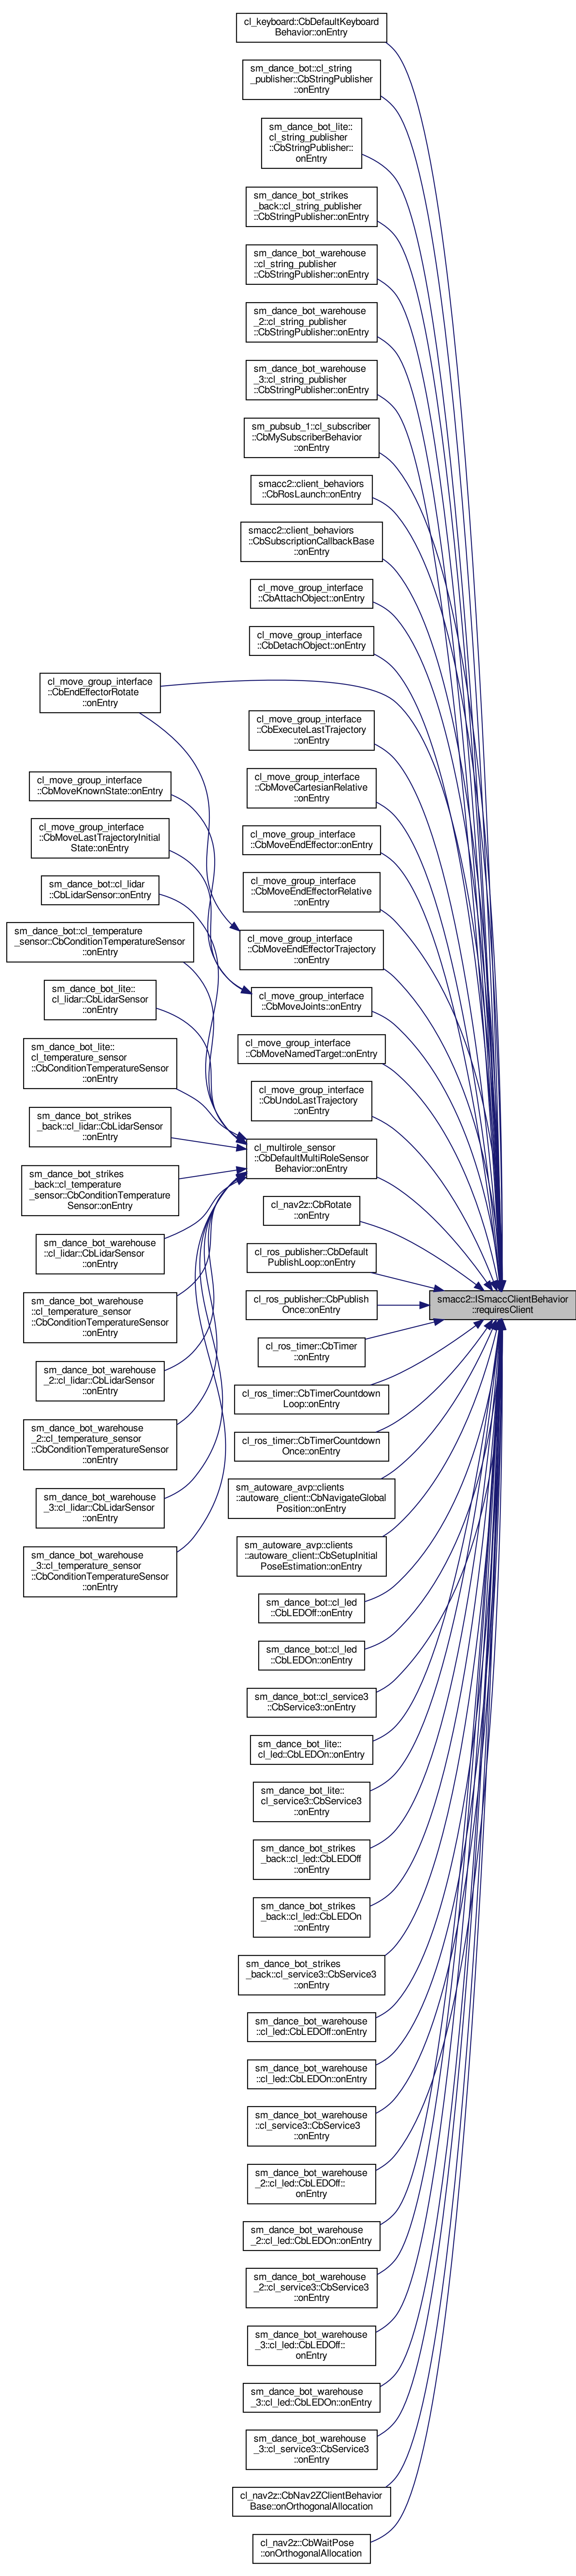 cl_keyboard::CbDefaultKeyboard
Behavior::onEntry
sm_dance_bot::cl_string
_publisher::CbStringPublisher
::onEntry
sm_dance_bot_lite::
cl_string_publisher
::CbStringPublisher::
onEntry
sm_dance_bot_strikes
_back::cl_string_publisher
::CbStringPublisher::onEntry
sm_dance_bot_warehouse
::cl_string_publisher
::CbStringPublisher::onEntry
sm_dance_bot_warehouse
_2::cl_string_publisher
::CbStringPublisher::onEntry
sm_dance_bot_warehouse
_3::cl_string_publisher
::CbStringPublisher::onEntry
sm_pubsub_1::cl_subscriber
::CbMySubscriberBehavior
::onEntry
smacc2::client_behaviors
::CbRosLaunch::onEntry
smacc2::client_behaviors
::CbSubscriptionCallbackBase
::onEntry
cl_move_group_interface
::CbAttachObject::onEntry
cl_move_group_interface
::CbDetachObject::onEntry
cl_move_group_interface
::CbEndEffectorRotate
::onEntry
cl_move_group_interface
::CbExecuteLastTrajectory
::onEntry
cl_move_group_interface
::CbMoveKnownState::onEntry
cl_move_group_interface
::CbMoveCartesianRelative
::onEntry
cl_move_group_interface
::CbMoveLastTrajectoryInitial
State::onEntry
cl_move_group_interface
::CbMoveEndEffector::onEntry
sm_dance_bot::cl_lidar
::CbLidarSensor::onEntry
cl_move_group_interface
::CbMoveEndEffectorRelative
::onEntry
sm_dance_bot::cl_temperature
_sensor::CbConditionTemperatureSensor
::onEntry
cl_move_group_interface
::CbMoveEndEffectorTrajectory
::onEntry
sm_dance_bot_lite::
cl_lidar::CbLidarSensor
::onEntry
cl_move_group_interface
::CbMoveJoints::onEntry
sm_dance_bot_lite::
cl_temperature_sensor
::CbConditionTemperatureSensor
::onEntry
cl_move_group_interface
::CbMoveNamedTarget::onEntry
cl_move_group_interface
::CbUndoLastTrajectory
::onEntry
sm_dance_bot_strikes
_back::cl_lidar::CbLidarSensor
::onEntry
cl_multirole_sensor
::CbDefaultMultiRoleSensor
Behavior::onEntry
sm_dance_bot_strikes
_back::cl_temperature
_sensor::CbConditionTemperature
Sensor::onEntry
cl_nav2z::CbRotate
::onEntry
sm_dance_bot_warehouse
::cl_lidar::CbLidarSensor
::onEntry
cl_ros_publisher::CbDefault
PublishLoop::onEntry
sm_dance_bot_warehouse
::cl_temperature_sensor
::CbConditionTemperatureSensor
::onEntry
cl_ros_publisher::CbPublish
Once::onEntry
smacc2::ISmaccClientBehavior
::requiresClient
cl_ros_timer::CbTimer
::onEntry
sm_dance_bot_warehouse
_2::cl_lidar::CbLidarSensor
::onEntry
cl_ros_timer::CbTimerCountdown
Loop::onEntry
sm_dance_bot_warehouse
_2::cl_temperature_sensor
::CbConditionTemperatureSensor
::onEntry
cl_ros_timer::CbTimerCountdown
Once::onEntry
sm_dance_bot_warehouse
_3::cl_lidar::CbLidarSensor
::onEntry
sm_autoware_avp::clients
::autoware_client::CbNavigateGlobal
Position::onEntry
sm_dance_bot_warehouse
_3::cl_temperature_sensor
::CbConditionTemperatureSensor
::onEntry
sm_autoware_avp::clients
::autoware_client::CbSetupInitial
PoseEstimation::onEntry
sm_dance_bot::cl_led
::CbLEDOff::onEntry
sm_dance_bot::cl_led
::CbLEDOn::onEntry
sm_dance_bot::cl_service3
::CbService3::onEntry
sm_dance_bot_lite::
cl_led::CbLEDOn::onEntry
sm_dance_bot_lite::
cl_service3::CbService3
::onEntry
sm_dance_bot_strikes
_back::cl_led::CbLEDOff
::onEntry
sm_dance_bot_strikes
_back::cl_led::CbLEDOn
::onEntry
sm_dance_bot_strikes
_back::cl_service3::CbService3
::onEntry
sm_dance_bot_warehouse
::cl_led::CbLEDOff::onEntry
sm_dance_bot_warehouse
::cl_led::CbLEDOn::onEntry
sm_dance_bot_warehouse
::cl_service3::CbService3
::onEntry
sm_dance_bot_warehouse
_2::cl_led::CbLEDOff::
onEntry
sm_dance_bot_warehouse
_2::cl_led::CbLEDOn::onEntry
sm_dance_bot_warehouse
_2::cl_service3::CbService3
::onEntry
sm_dance_bot_warehouse
_3::cl_led::CbLEDOff::
onEntry
sm_dance_bot_warehouse
_3::cl_led::CbLEDOn::onEntry
sm_dance_bot_warehouse
_3::cl_service3::CbService3
::onEntry
cl_nav2z::CbNav2ZClientBehavior
Base::onOrthogonalAllocation
cl_nav2z::CbWaitPose
::onOrthogonalAllocation